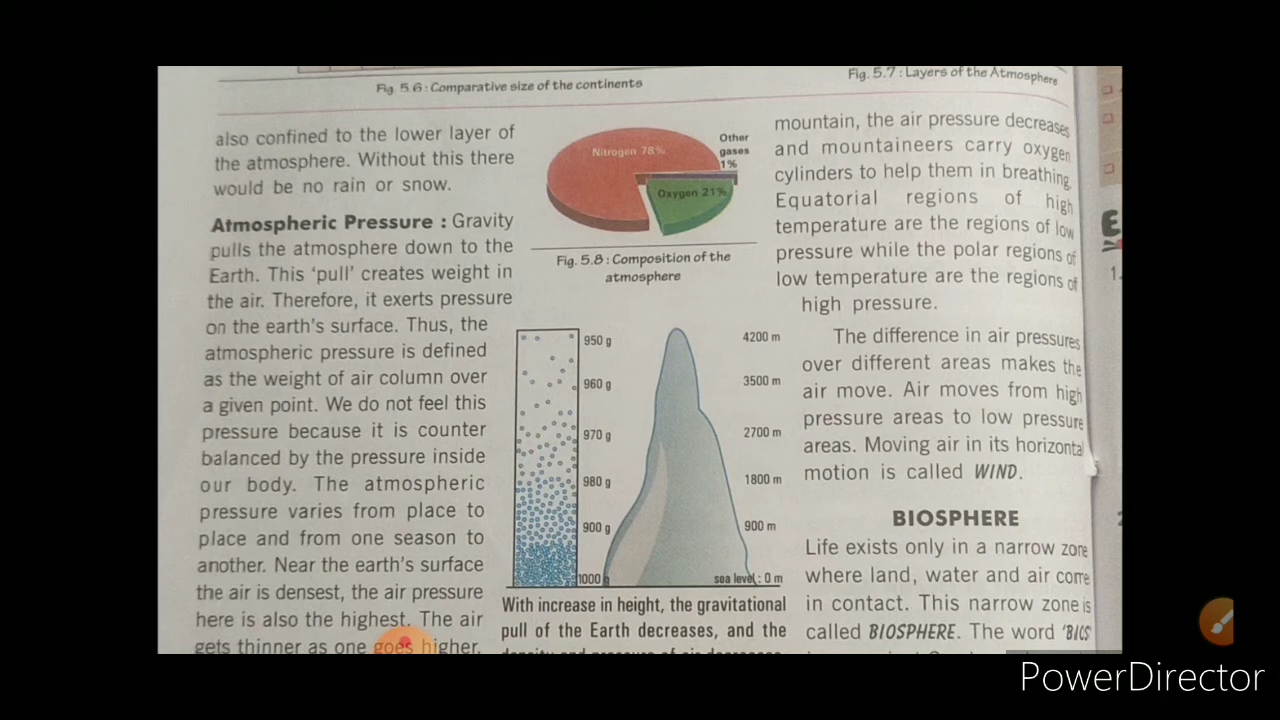 Fig. 5.6 : Comparative size of the continents
Fig. 5.7 : Layers of the Atmosphere
also confined to the lower layer of
the atmosphere. Without this there
would be no rain or snow.
Atmospheric Pressure : Gravity
pulls the atmosphere down to the
Earth. This 'pull' creates weight in
the air. Therefore, it exerts pressure
on the earth's surface. Thus, the
atmospheric pressure is defined
as the weight of air column over
a given point. We do not feel this
pressure because it is counter
balanced by the pressure inside
our body. The atmospheric
pressure varies from place to
place and from one season to
another. Near the earth's surface
the air is densest, the air pressure
here is also the highest. The air
gets thinner as one goes higher.
Nitrogen 78%
Other
gases
1%
Oxygen 21%
Fig. 5.8 : Composition of the
atmosphere
950 g
960 g
970 g
980 g
900 g
1000 g
4200 m
3500 m
2700 m
1800 m
900 m
sea level : 0 m
With increase in height, the gravitational
pull of the Earth decreases, and the
density and pressure of air decreases
mountain, the air pressure decreases
and mountaineers carry oxygen
cylinders to help them in breathing.
Equatorial regions of high
temperature are the regions of low
pressure while the polar regions of
low temperature are the regions of
high pressure.
The difference in air pressures
over different areas makes the
air move. Air moves from high
pressure areas to low pressure
areas. Moving air in its horizontal
motion is called WIND.
BIOSPHERE
Life exists only in a narrow zone
where land, water and air come
in contact. This narrow zone is
called BIOSPHERE. The word 'BIOS'
E
1.
PowerDirector